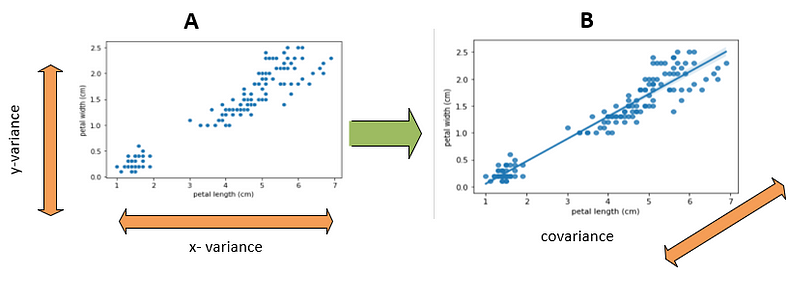 A
B
y-variance
petal width (cm)
2.5
2.0
1.5
1.0
0.5
0.0
1 2 3 4 5 6 7
petal length (cm)
x- variance
petal width (cm)
2.5
2.0
1.5
1.0
0.5
0.0
1 2 3 4 5 6 7
petal length (cm)
covariance